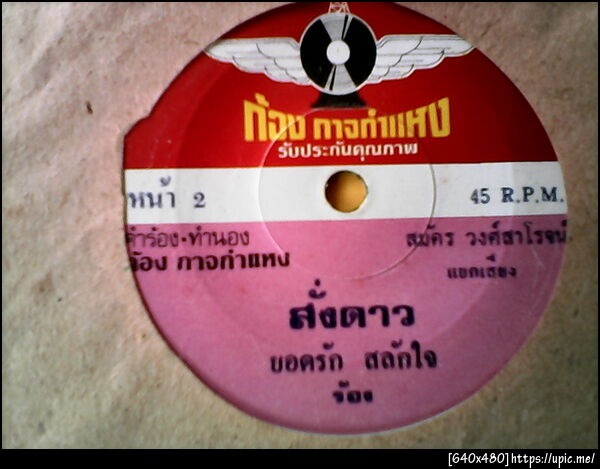 ก้อง กาจกำแหง
รับประกันคุณภาพ
หน้า 2
45 R.P.M.
คำร้อง-ทำนอง
ก้อง กาจกำแหง
สมัคร วงศ์สาโรจน์
แยกเสียง
สั่งดาว
ยอดรัก สลักใจ
ร้อง
[640x480]https://upic.me/